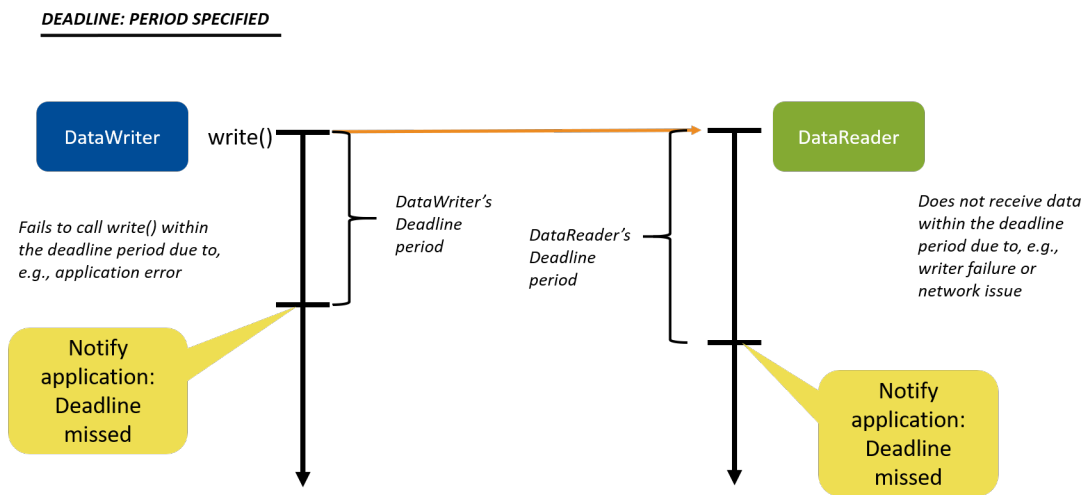 DEADLINE: PERIOD SPECIFIED
DataWriter
write()
DataReader
DataWriter's
Deadline
period
DataReader's
Deadline
period
Fails to call write() within
the deadline period due to,
e.g., application error
Does not receive data
within the deadline
period due to, e.g.,
writer failure or
network issue
Notify
application:
Deadline
missed
Notify
application:
Deadline
missed